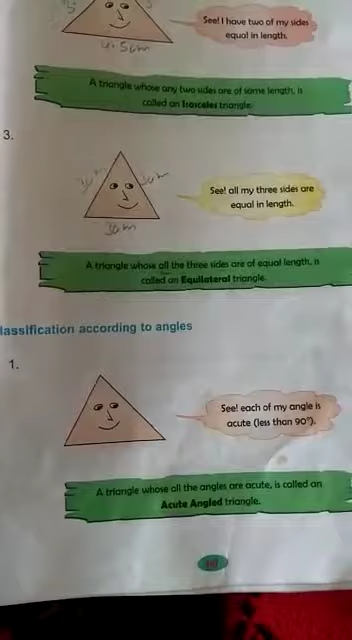 5
4.5cm
See! I have two of my sides
equal in length.
A triangle whose any two sides are of same length, is
called an Isosceles triangle.
3.
3cm
3cm
3cm
See! all my three sides are
equal in length.
A triangle whose all the three sides are of equal length, is
called an Equilateral triangle.
lassification according to angles
1.
See! each of my angle is
acute (less than 90°).
A triangle whose all the angles are acute, is called an
Acute Angled triangle.